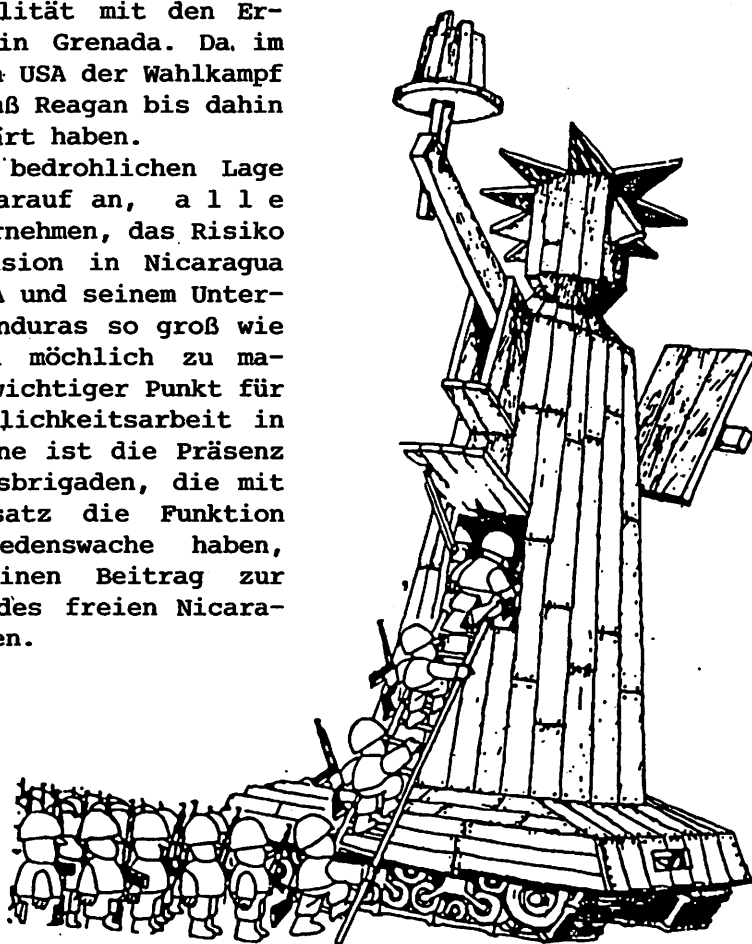 lität mit den Er-
in Grenada. Da im
USA der Wahlkampf
ß Reagan bis dahin
rt haben.
bedrohlichen Lage
arauf an, a l l e
rnehmen, das Risiko
sion in Nicaragua
A und seinem Unter-
nduras so groß wie
möchlich zu ma-
wichtiger Punkt für
lichkeitsarbeit in
ne ist die Präsenz
sbrigaden, die mit
satz die Funktion
edenswache haben,
inen Beitrag zur
des freien Nicara-
en.